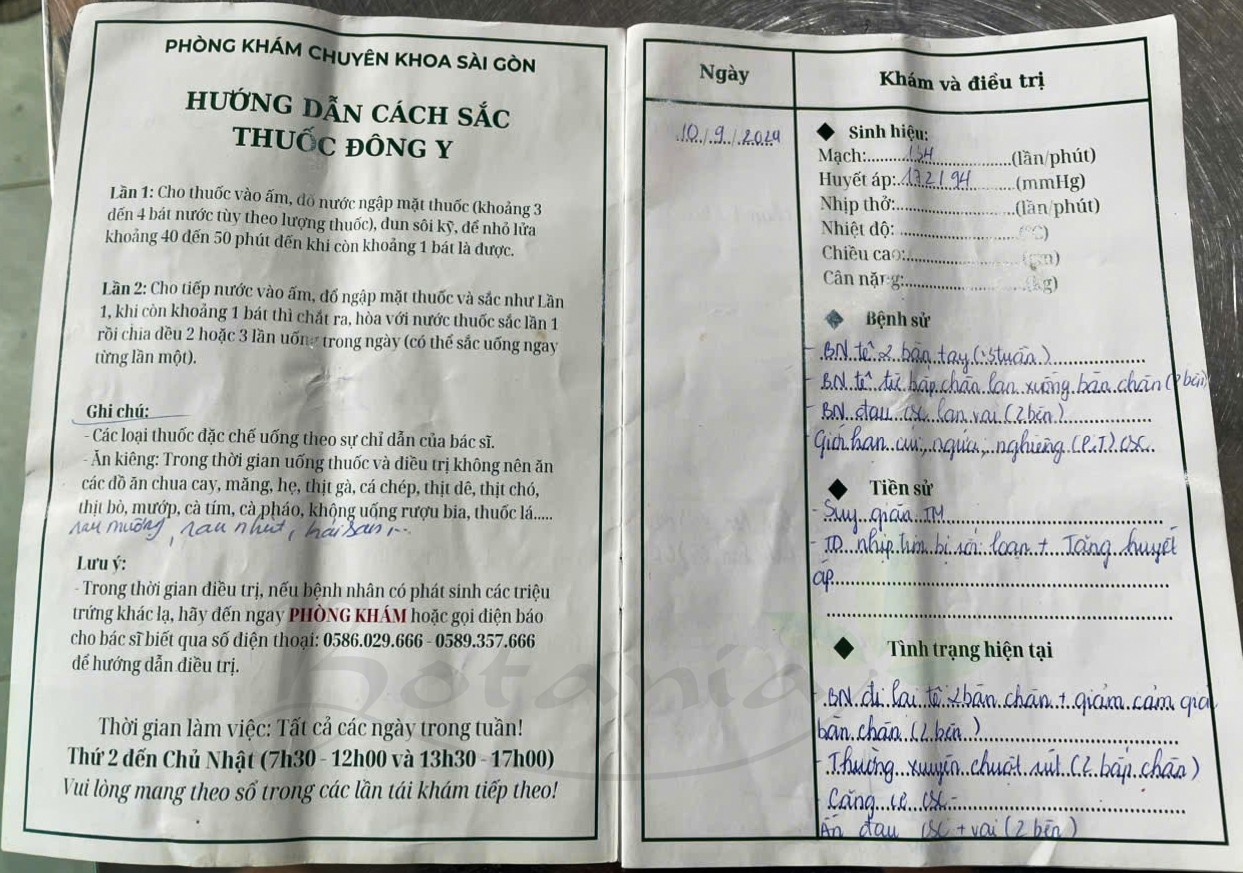 PHÒNG KHÁM CHUYÊN KHOA SÀI GÒN
HƯỚNG DẪN CÁCH SẮC
THUỐC ĐÔNG Y
Lần 1: Cho thuốc vào ấm, đổ nước ngập mặt thuốc (khoảng 3
đến 4 bát nước tùy theo lượng thuốc), đun sôi kỹ, để nhỏ lửa
khoảng 40 đến 50 phút đến khi còn khoảng 1 bát là được.
Lần 2: Cho tiếp nước vào ấm, đổ ngập mặt thuốc và sắc như Lần
1, khi còn khoảng 1 bát thì chắt ra, hòa với nước thuốc sắc lần 1
rồi chia đều 2 hoặc 3 lần uống trong ngày (có thể sắc uống ngay
từng lần một).
Ghi chú:
- Các loại thuốc đặc chế uống theo sự chỉ dẫn của bác sĩ.
- Ăn kiêng: Trong thời gian uống thuốc và điều trị không nên ăn
các đồ ăn chua cay, măng, hẹ, thịt gà, cá chép, thịt dê, thịt chó,
thịt bò, mướp, cà tím, cà pháo, không uống rượu bia, thuốc lá.....
rau muống, rau nhút, hải sản,...
Lưu ý:
- Trong thời gian điều trị, nếu bệnh nhân có phát sinh các triệu
trứng khác lạ, hãy đến ngay PHÒNG KHÁM hoặc gọi điện báo
cho bác sĩ biết qua số điện thoại: 0586.029.666 - 0589.357.666
để hướng dẫn điều trị.
Thời gian làm việc: Tất cả các ngày trong tuần!
Thứ 2 đến Chủ Nhật (7h30 - 12h00 và 13h30 - 17h00)
Vui lòng mang theo sổ trong các lần tái khám tiếp theo!
Ngày
Khám và điều trị
10/9/2024
◆ Sinh hiệu:
Mạch: (lần/phút)
Huyết áp: 172/94 (mmHg)
Nhịp thở: (lần/phút)
Nhiệt độ: (°C)
Chiều cao: (cm)
Cân nặng: (kg)
◆ Bệnh sử
- BN tê 2 bàn tay ( tuần)
- BN tê từ bắp chân lan xuống bàn chân (2 bên)
- BN đau CSC lan vai (2 bên)
Giới hạn cúi, ngửa, nghiêng (P,T) CSC.
◆ Tiền sử
- Suy giãn TM
- TD nhịp tim bị rối loạn + Tăng huyết
áp
◆ Tình trạng hiện tại
- BN đi lại tê 2 bàn chân + giảm cảm giác
bàn chân (2 bên)
- Thường xuyên chuột rút (2 bắp chân)
- Căng cơ CSC
Ấn đau CSC + vai (2 bên)
Botania